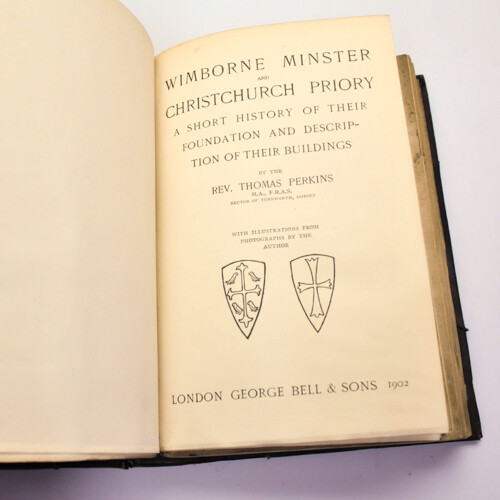 WIMBORNE MINSTER
AND
CHRISTCHURCH PRIORY
A SHORT HISTORY OF THEIR
FOUNDATION AND DESCRIP-
TION OF THEIR BUILDINGS
BY THE
REV. THOMAS PERKINS
M.A., F.R.A.S.
RECTOR OF TURNWORTH, DORSET
WITH ILLUSTRATIONS FROM
PHOTOGRAPHS BY THE
AUTHOR
LONDON GEORGE BELL & SONS 1902